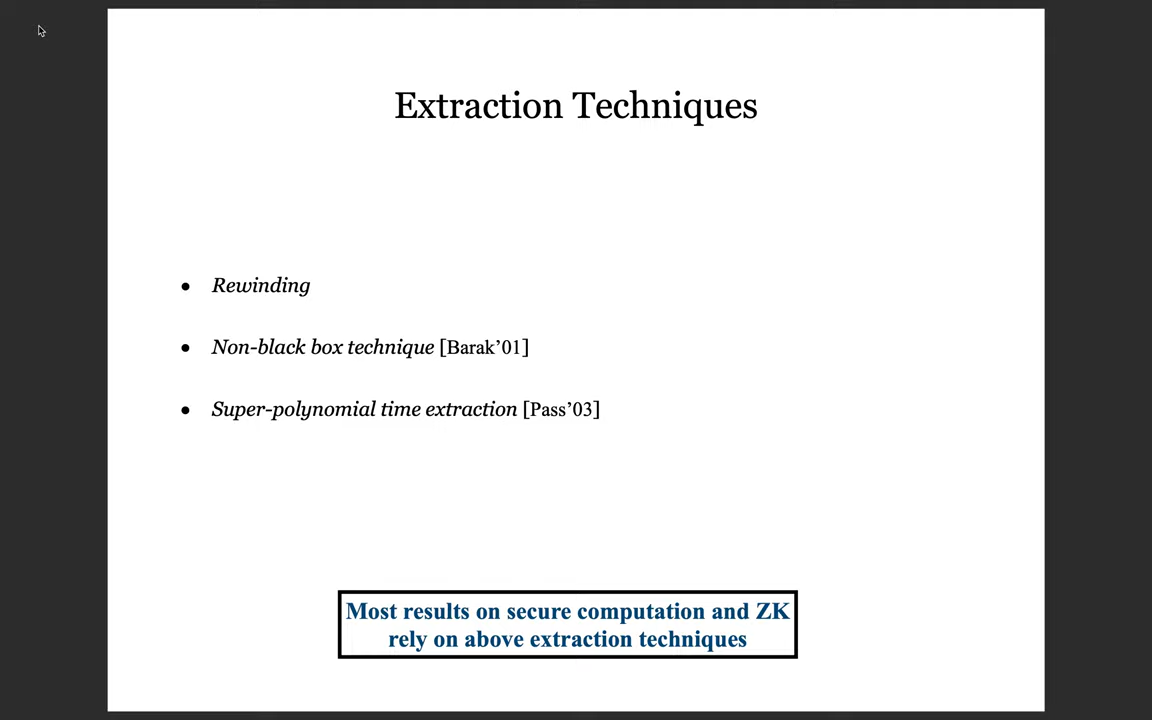 Extraction Techniques
● Rewinding
● Non-black box technique [Barak’01]
● Super-polynomial time extraction [Pass’03]
Most results on secure computation and ZK
rely on above extraction techniques